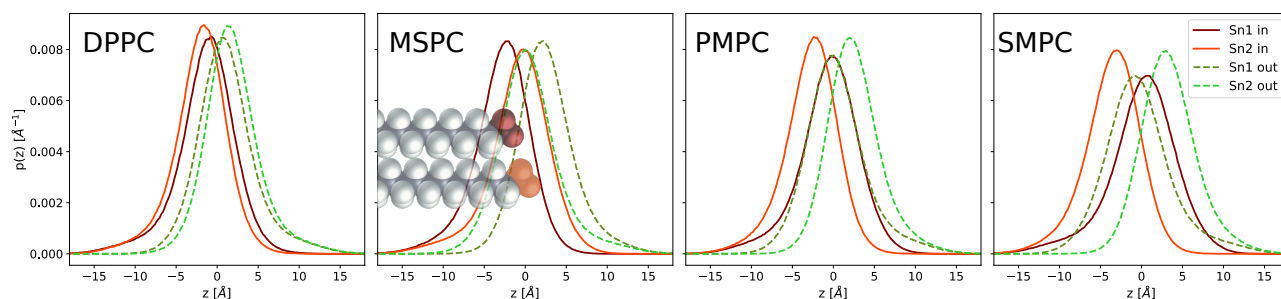 DPPC
MSPC
PMPC
SMPC
Sn1 in
Sn2 in
Sn1 out
Sn2 out
p(z) [Å⁻¹]
0.008
0.006
0.004
0.002
0.000
−15 −10 −5 0 5 10 15
−15 −10 −5 0 5 10 15
−15 −10 −5 0 5 10 15
−15 −10 −5 0 5 10 15
z [Å]
z [Å]
z [Å]
z [Å]